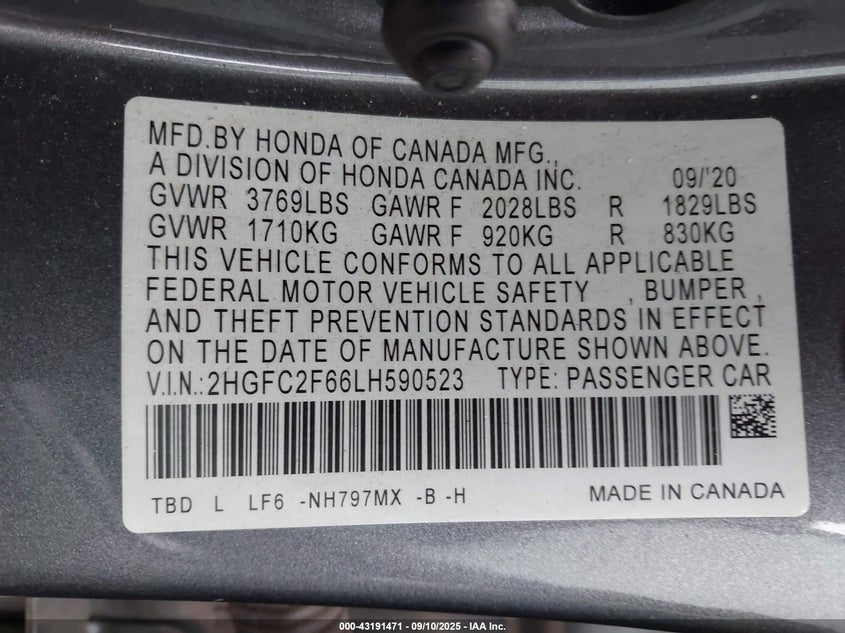 MFD.BY HONDA OF CANADA MFG.,
A DIVISION OF HONDA CANADA INC. 09/'20
GVWR 3769LBS GAWR F 2028LBS R 1829LBS
GVWR 1710KG GAWR F 920KG R 830KG
THIS VEHICLE CONFORMS TO ALL APPLICABLE
FEDERAL MOTOR VEHICLE SAFETY , BUMPER ,
AND THEFT PREVENTION STANDARDS IN EFFECT
ON THE DATE OF MANUFACTURE SHOWN ABOVE.
V.I.N.:2HGFC2F66LH590523 TYPE: PASSENGER CAR
TBD L LF6 -NH797MX -B -H MADE IN CANADA
000-43191471 - 09/10/2025 - IAA Inc.